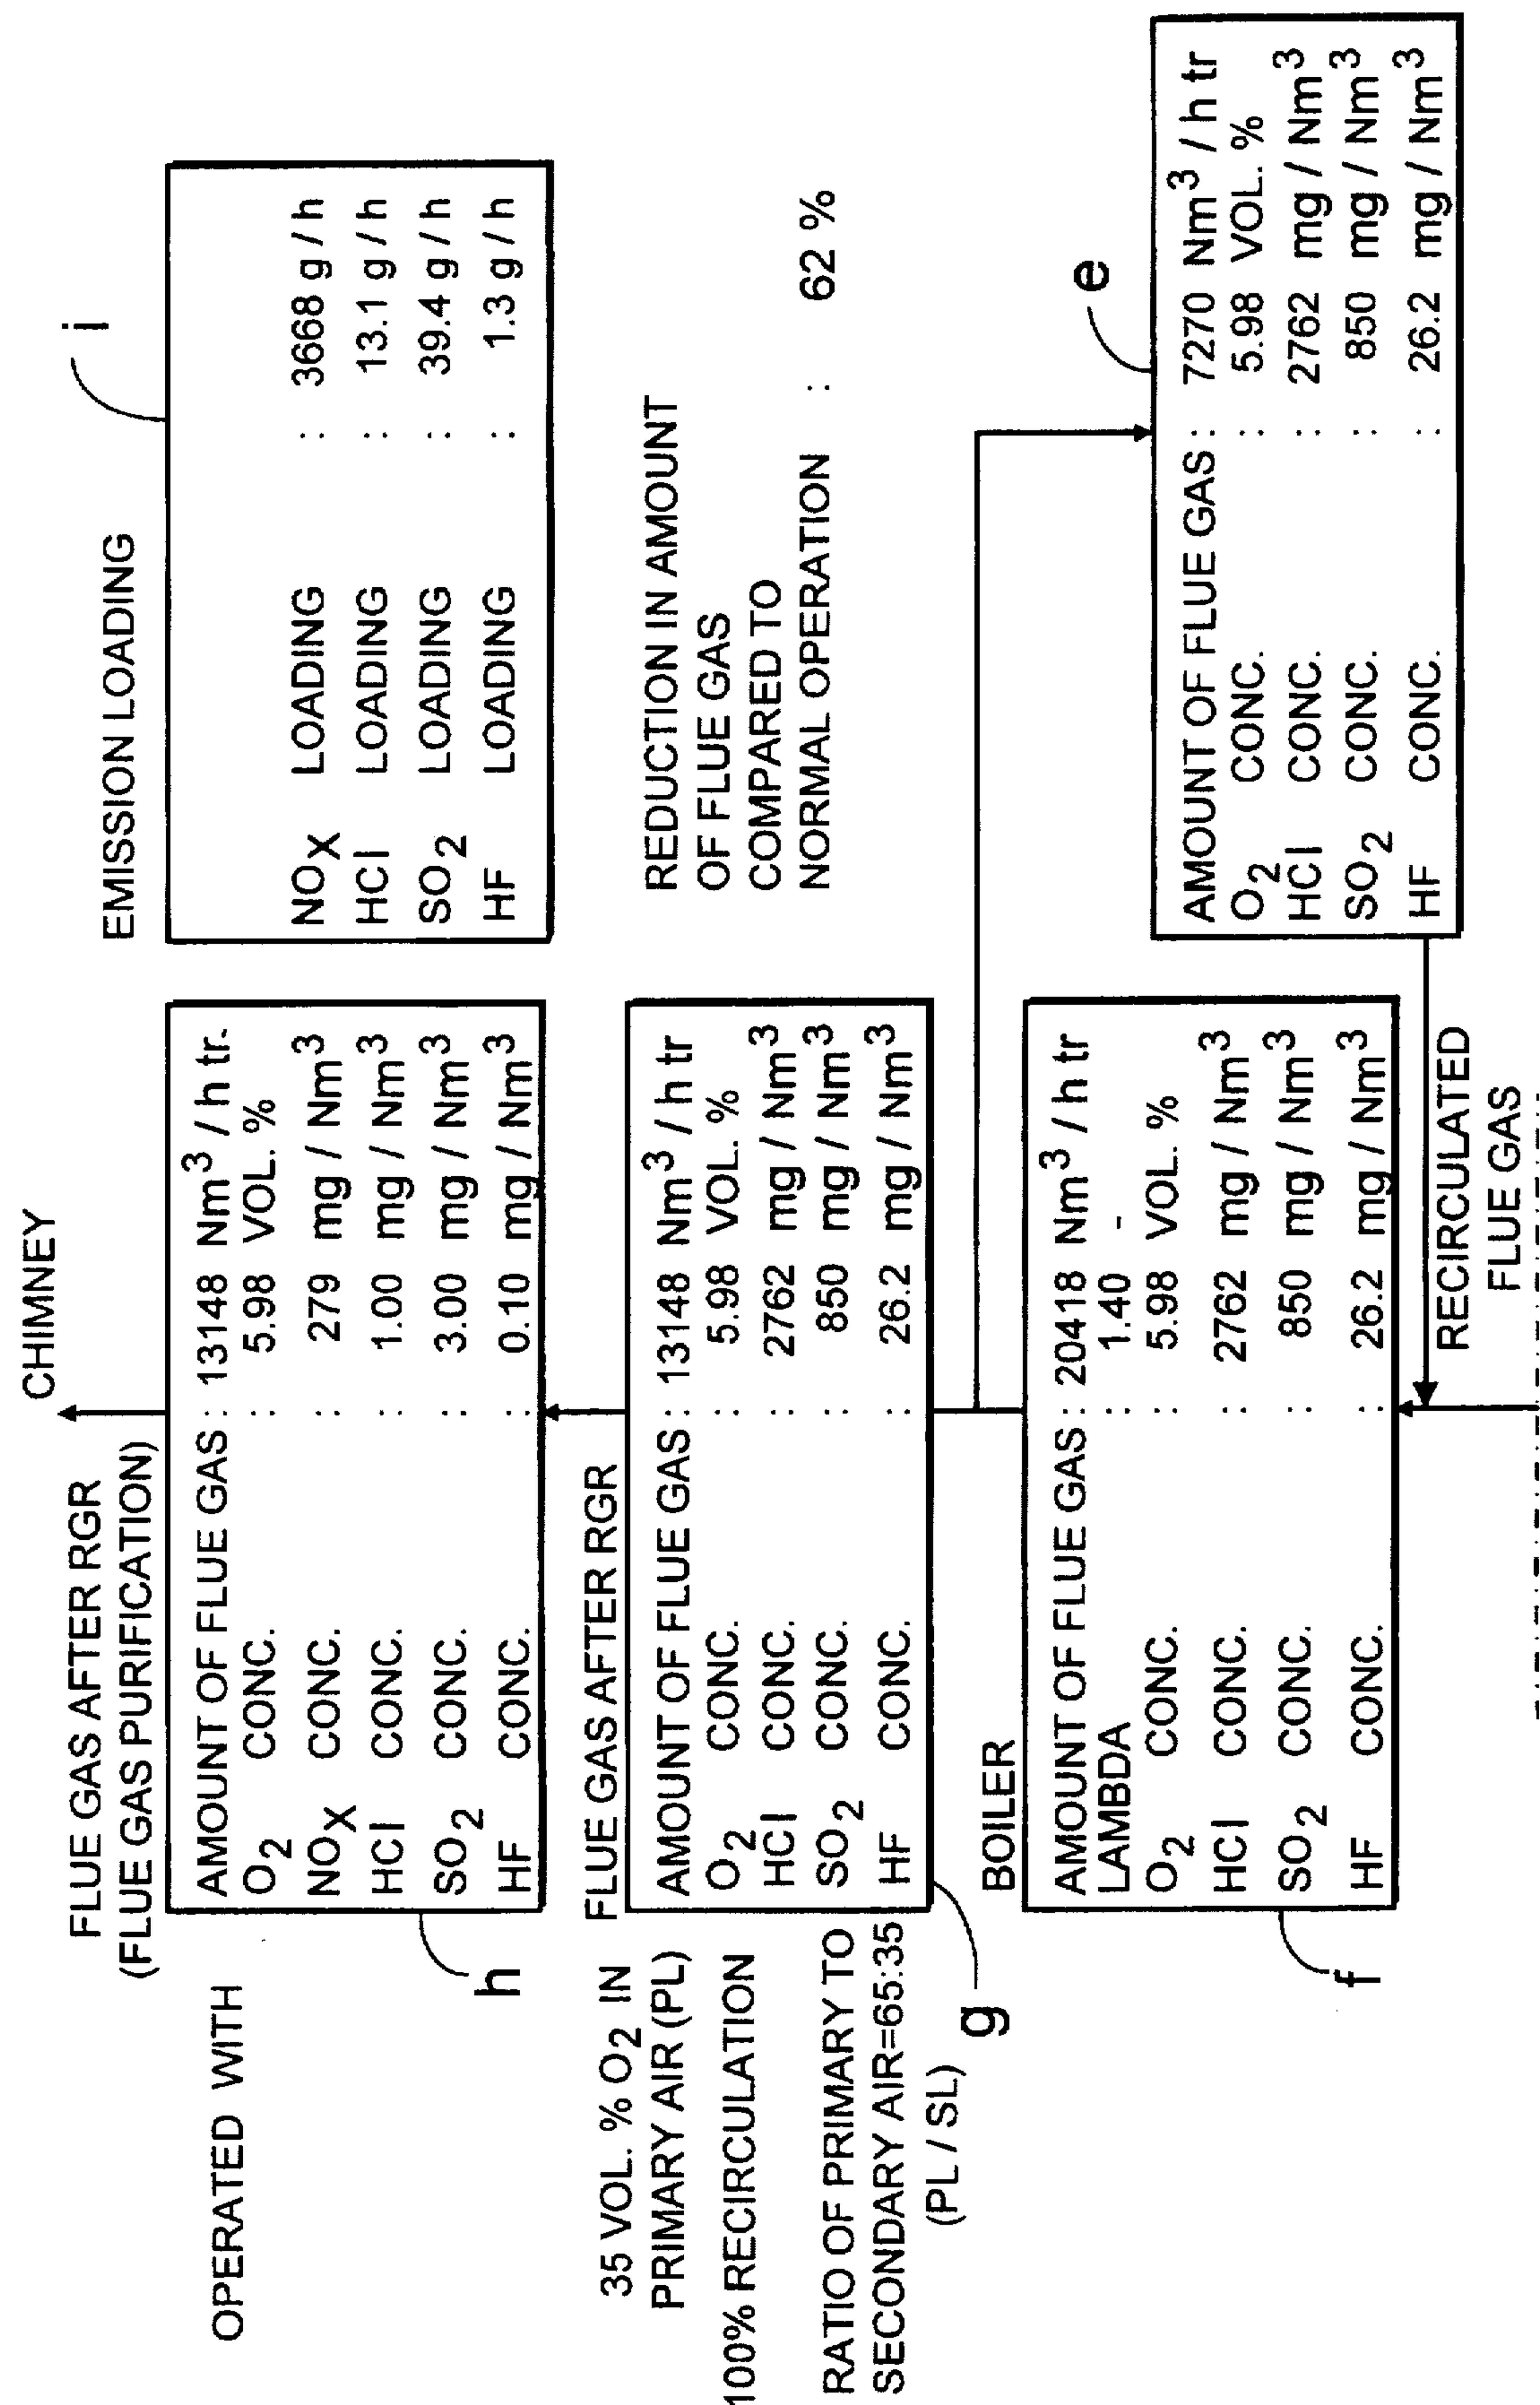 CHIMNEY
FLUE GAS AFTER RGR
(FLUE GAS PURIFICATION)
OPERATED WITH
AMOUNT OF FLUE GAS : 13148 Nm3 / h tr.
O2 CONC. : 5.98 VOL. %
NOX CONC. : 279 mg / Nm3
HCl CONC. : 1.00 mg / Nm3
SO2 CONC. : 3.00 mg / Nm3
HF CONC. : 0.10 mg / Nm3
h
EMISSION LOADING
i
NOX LOADING : 3668 g / h
HCl LOADING : 13.1 g / h
SO2 LOADING : 39.4 g / h
HF LOADING : 1.3 g / h
35 VOL. % O2 IN
PRIMARY AIR (PL)
100% RECIRCULATION
RATIO OF PRIMARY TO
SECONDARY AIR=65:35
(PL / SL)
FLUE GAS AFTER RGR
AMOUNT OF FLUE GAS : 13148 Nm3 / h tr
O2 CONC. : 5.98 VOL. %
HCl CONC. : 2762 mg / Nm3
SO2 CONC. : 850 mg / Nm3
HF CONC. : 26.2 mg / Nm3
g
REDUCTION IN AMOUNT
OF FLUE GAS
COMPARED TO
NORMAL OPERATION : 62 %
BOILER
AMOUNT OF FLUE GAS : 20418 Nm3 / h tr
LAMBDA : 1.40 -
O2 CONC. : 5.98 VOL. %
HCl CONC. : 2762 mg / Nm3
SO2 CONC. : 850 mg / Nm3
HF CONC. : 26.2 mg / Nm3
f
e
AMOUNT OF FLUE GAS : 7270 Nm3 / h tr
O2 CONC. : 5.98 VOL. %
HCl CONC. : 2762 mg / Nm3
SO2 CONC. : 850 mg / Nm3
HF CONC. : 26.2 mg / Nm3
RECIRCULATED
FLUE GAS